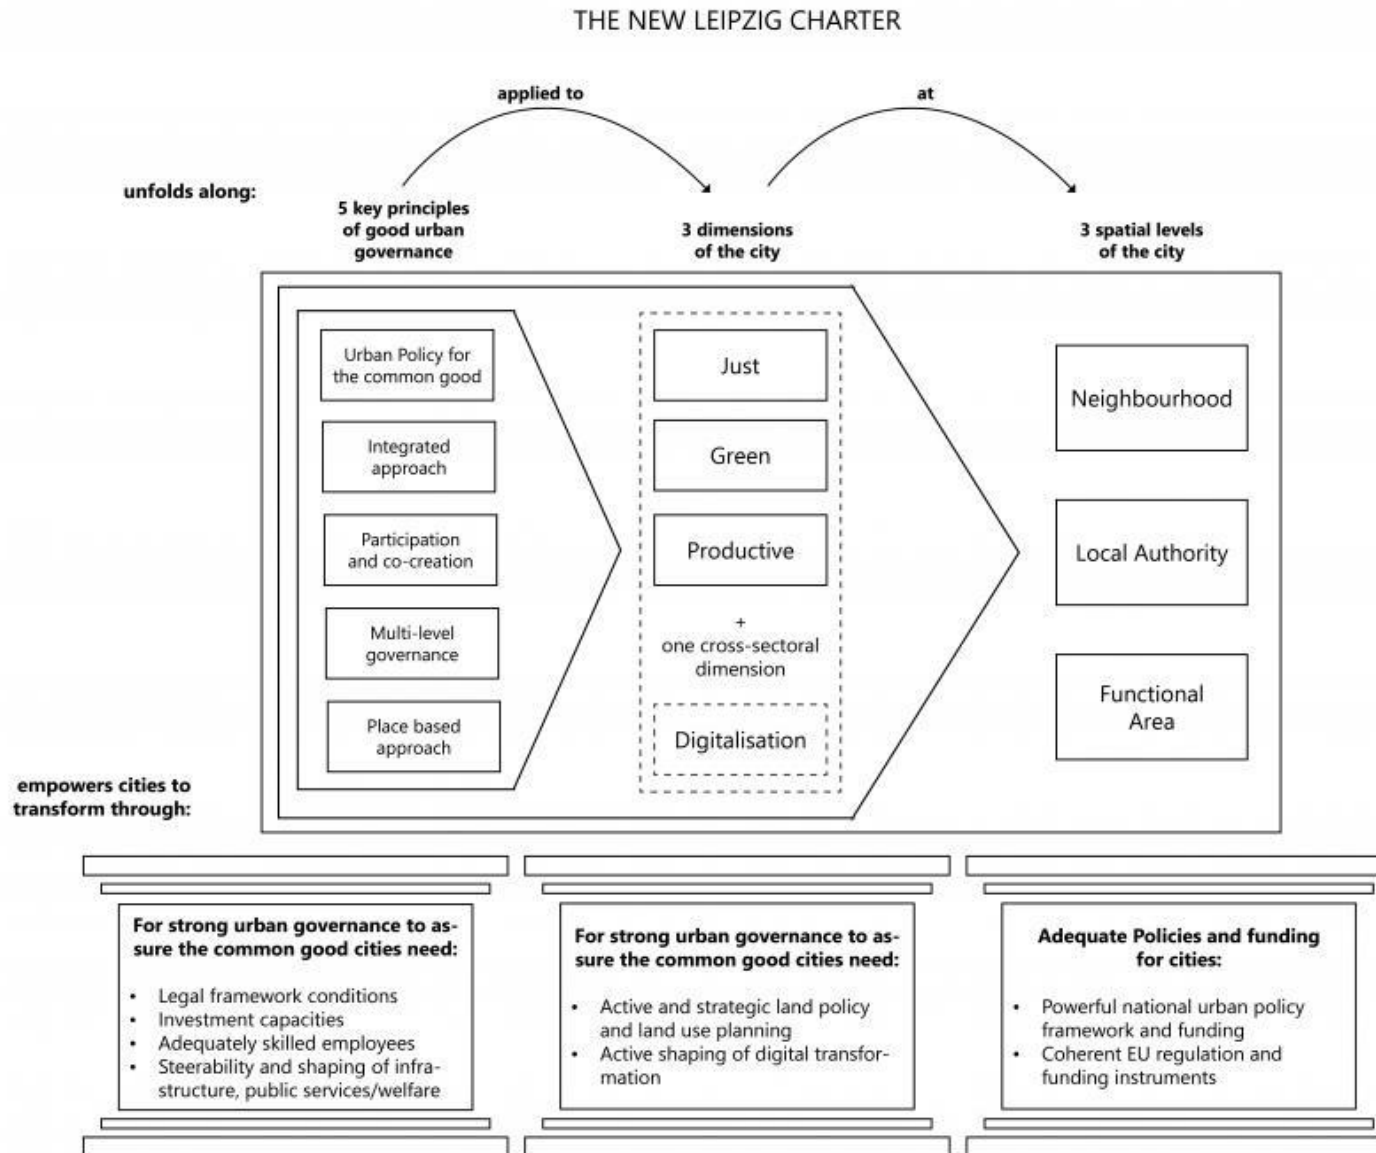 THE NEW LEIPZIG CHARTER
applied to
at
unfolds along:
5 key principles
of good urban
governance
3 dimensions
of the city
3 spatial levels
of the city
Urban Policy for
the common good
Integrated
approach
Participation
and co-creation
Multi-level
governance
Place based
approach
Just
Green
Productive
+
one cross-sectoral
dimension
Digitalisation
Neighbourhood
Local Authority
Functional
Area
empowers cities to
transform through:
For strong urban governance to as-
sure the common good cities need:
• Legal framework conditions
• Investment capacities
• Adequately skilled employees
• Steerability and shaping of infra-
structure, public services/welfare
For strong urban governance to as-
sure the common good cities need:
• Active and strategic land policy
and land use planning
• Active shaping of digital transfor-
mation
Adequate Policies and funding
for cities:
• Powerful national urban policy
framework and funding
• Coherent EU regulation and
funding instruments